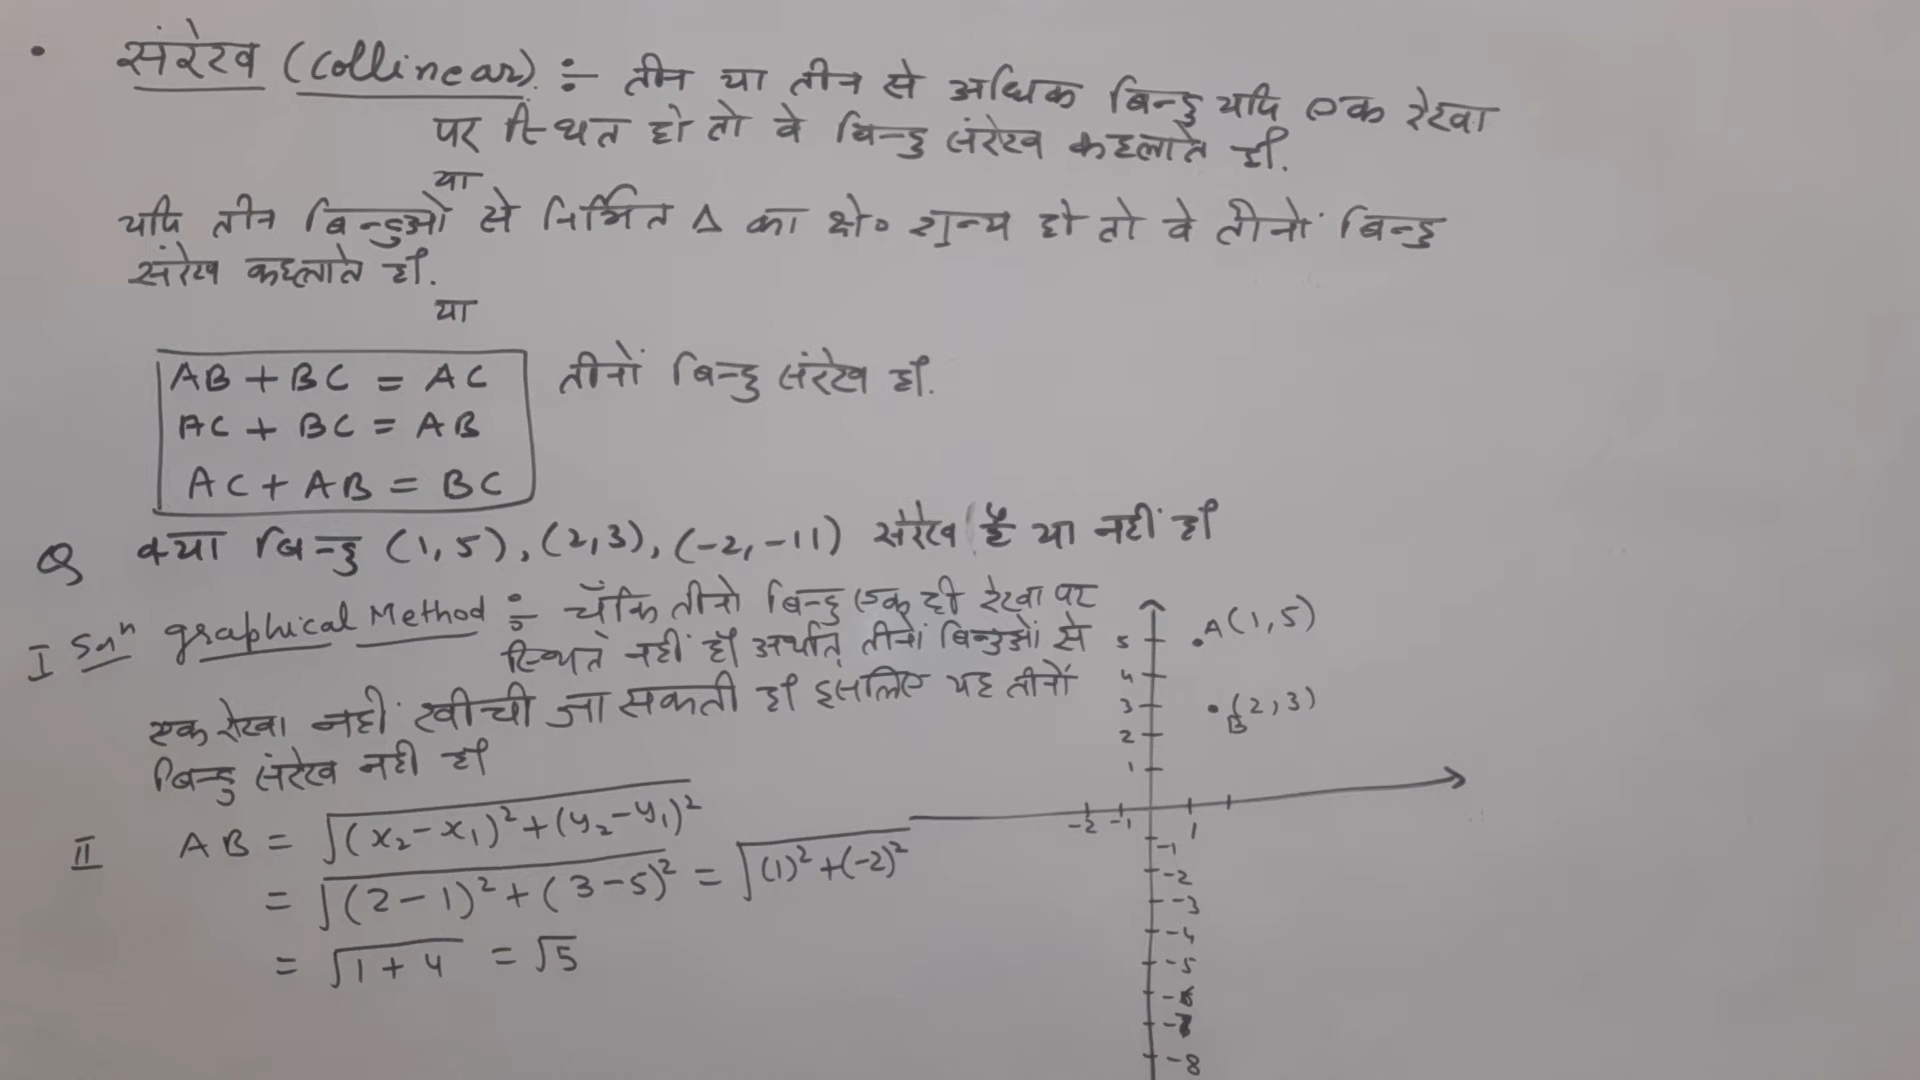 • संरेख (Collinear) :- तीन या तीन से अधिक बिन्दु यदि एक रेखा
पर स्थित हो तो वे बिन्दु संरेख कहलाते हैं.
या
यदि तीन बिन्दुओं से निर्मित Δ का क्षे० शुन्य हो तो वे तीनों बिन्दु
संरेख कहलाते हैं.
या
AB + BC = AC तीनों बिन्दु संरेख हैं.
AC + BC = AB
AC + AB = BC
Q क्या बिन्दु (1,5), (2,3), (-2,-11) संरेख हैं या नहीं हैं
I Solⁿ graphical Method :- चूँकि तीनो बिन्दु एक ही रेखा पर
स्थित नहीं हैं अर्थात् तीनों बिन्दुओं से
एक रेखा नहीं खींची जा सकती हैं इसलिए यह तीनों
बिन्दु संरेख नहीं हैं
II AB = √(x₂-x₁)²+(y₂-y₁)²
= √(2-1)²+(3-5)² = √(1)²+(-2)²
= √1+4 = √5
A(1,5)
B(2,3)
5
4
3
2
1
-2 -1 1
-1
-2
-3
-4
-5
-6
-7
-8